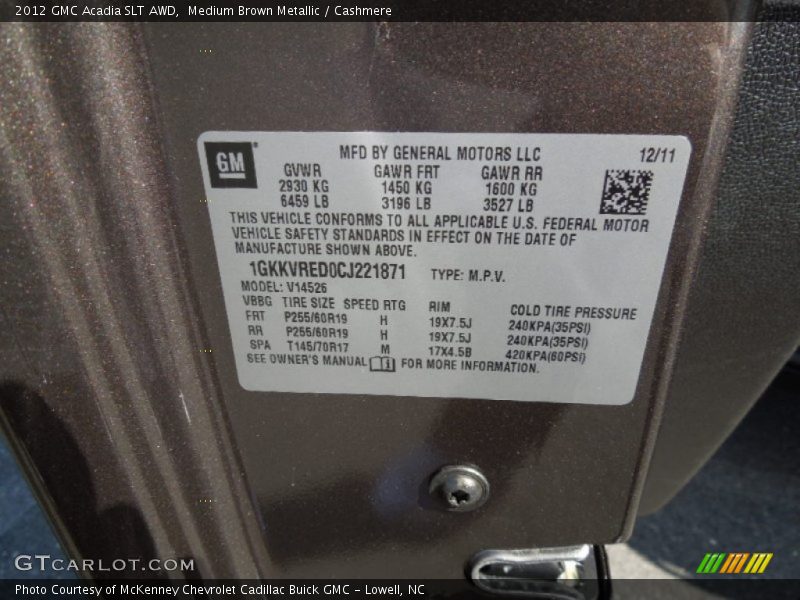 2012 GMC Acadia SLT AWD,  Medium Brown Metallic / Cashmere
GM
MFD BY GENERAL MOTORS LLC 12/11
GVWR GAWR FRT GAWR RR
2930 KG 1450 KG 1600 KG
6459 LB 3196 LB 3527 LB
THIS VEHICLE CONFORMS TO ALL APPLICABLE U.S. FEDERAL MOTOR
VEHICLE SAFETY STANDARDS IN EFFECT ON THE DATE OF
MANUFACTURE SHOWN ABOVE.
1GKKVRED0CJ221871 TYPE: M.P.V.
MODEL: V14526
VBBG TIRE SIZE SPEED RTG RIM COLD TIRE PRESSURE
FRT P255/60R19 H 19X7.5J 240KPA(35PSI)
RR P255/60R19 H 19X7.5J 240KPA(35PSI)
SPA T145/70R17 M 17X4.5B 420KPA(60PSI)
SEE OWNER'S MANUAL FOR MORE INFORMATION.
GTCARLOT.COM
Photo Courtesy of McKenney Chevrolet Cadillac Buick GMC - Lowell, NC